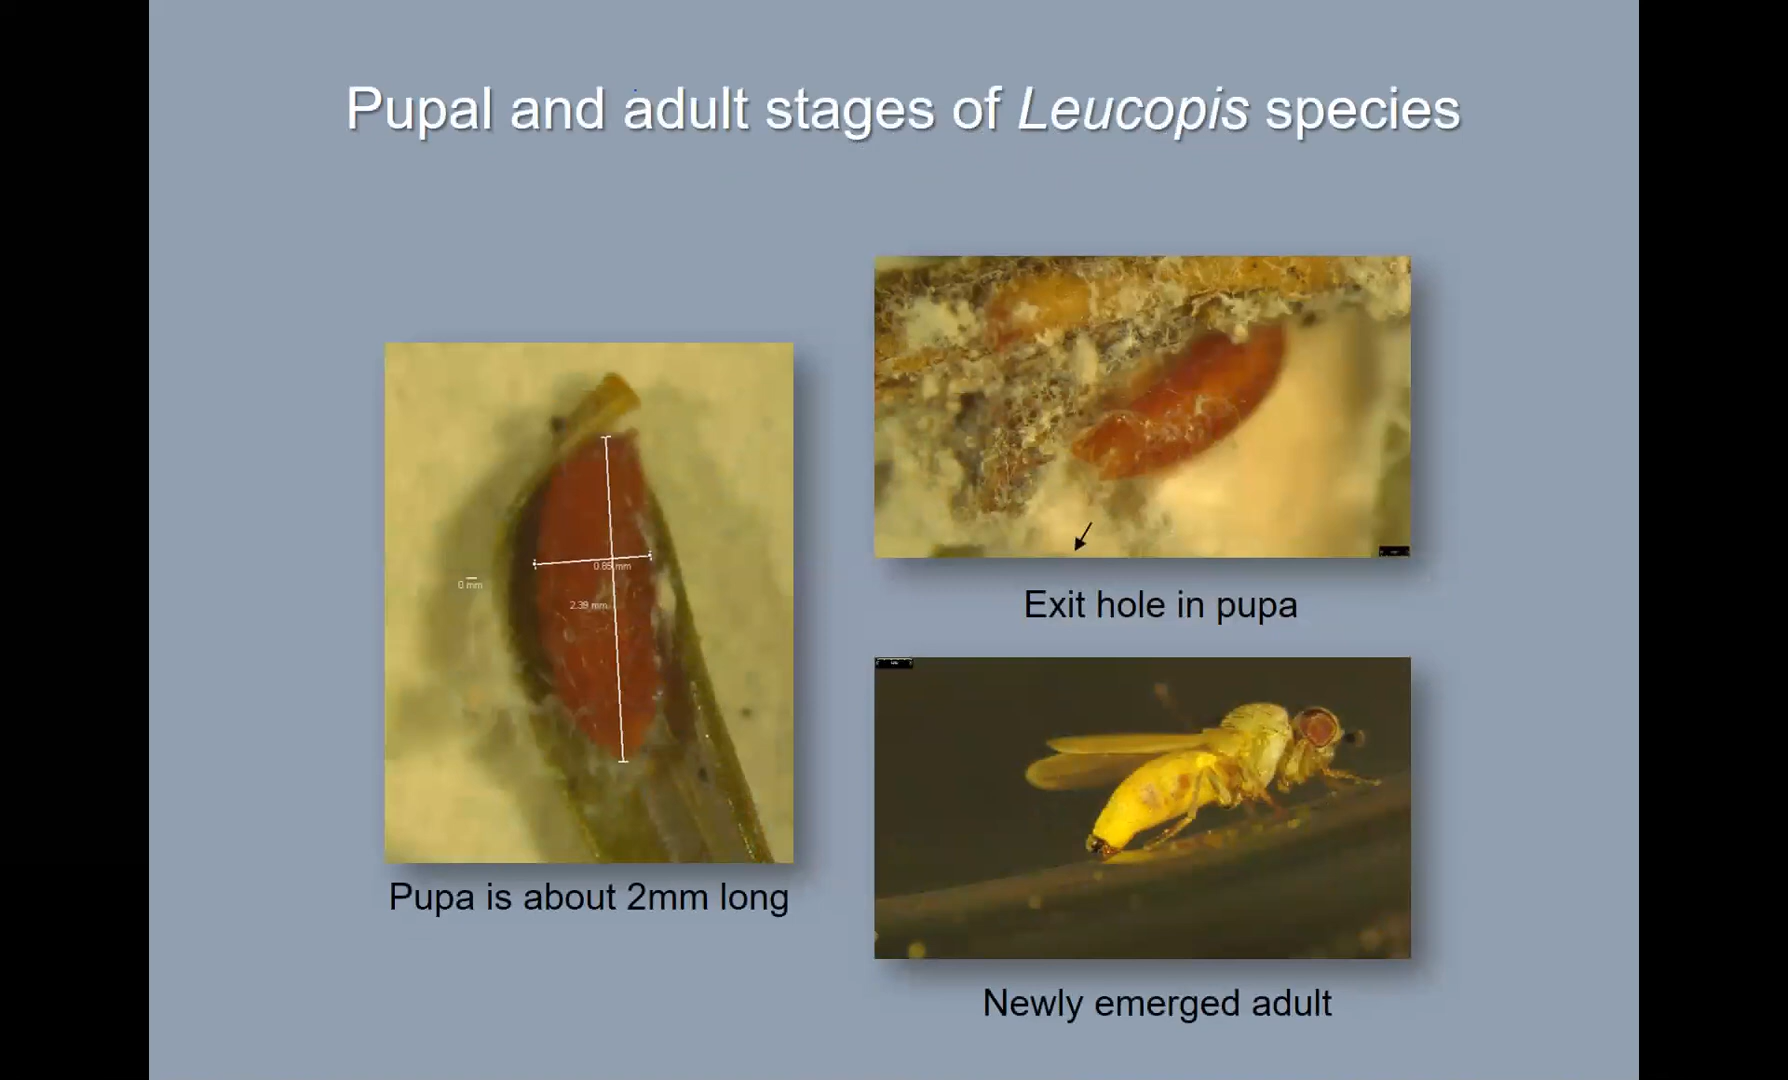 Pupal and adult stages of Leucopis species
0.85 mm
0 mm
2.39 mm
Pupa is about 2mm long
Exit hole in pupa
Newly emerged adult